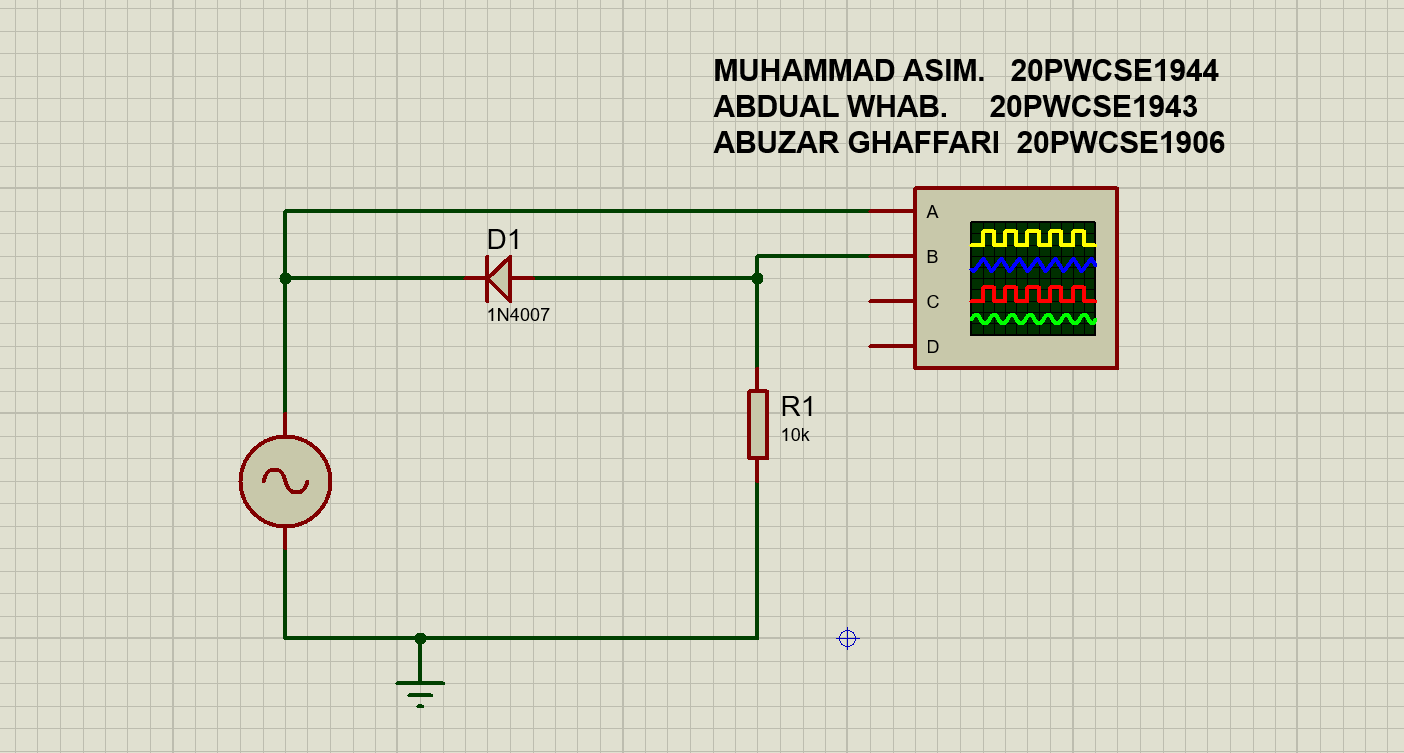 MUHAMMAD ASIM. 20PWCSE1944
ABDUAL WHAB. 20PWCSE1943
ABUZAR GHAFFARI 20PWCSE1906
A
D1
B
1N4007
C
D
R1
10k